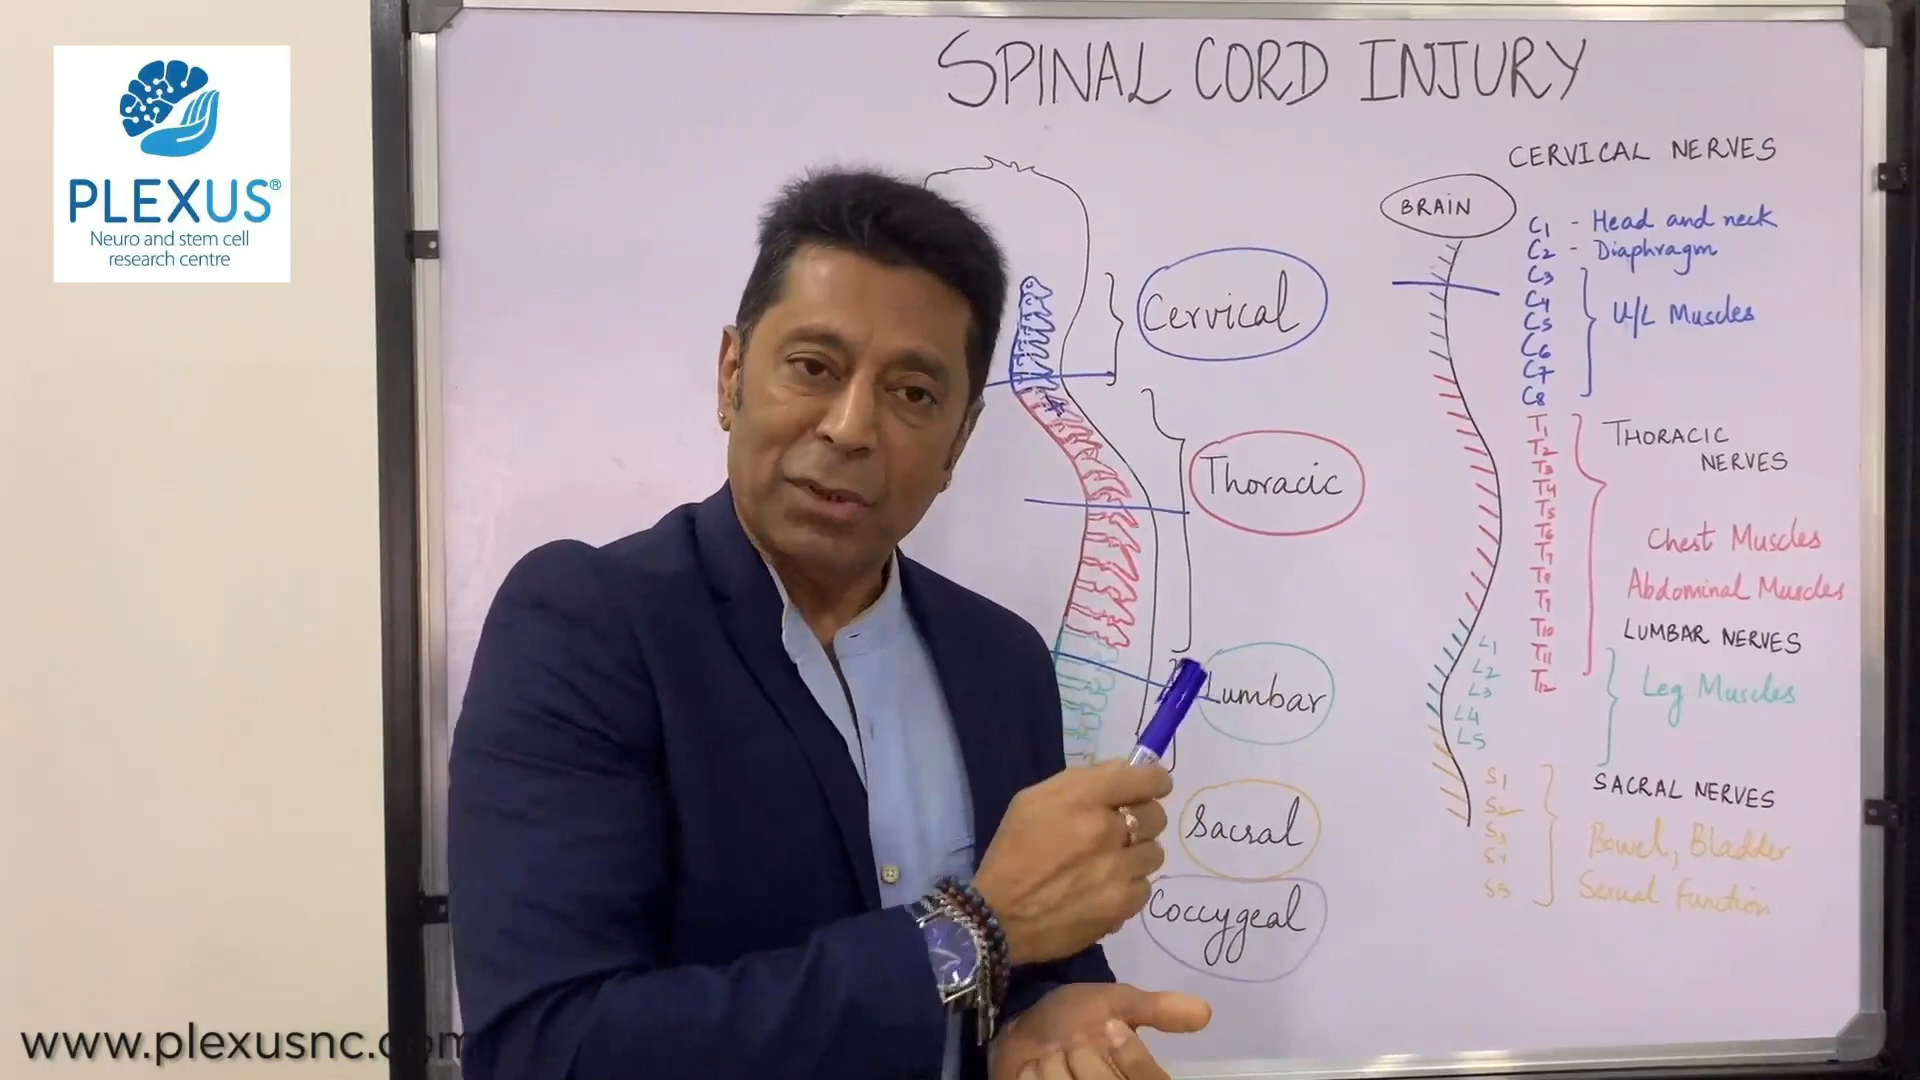 PLEXUS®
Neuro and stem cell
research centre
SPINAL CORD INJURY
Cervical
Thoracic
Lumbar
Sacral
Coccygeal
BRAIN
CERVICAL NERVES
C1 - Head and neck
C2 - Diaphragm
C3
C4
C5
C6
C7
C8
U/L Muscles
T1
T2
T3
T4
T5
T6
T7
T8
T9
T10
T11
T12
THORACIC
NERVES
Chest Muscles
Abdominal Muscles
LUMBAR NERVES
L1
L2
L3
L4
L5
Leg Muscles
SACRAL NERVES
S1
S2
S3
S4
S5
Bowel, Bladder
Sexual Function
www.plexusnc.com